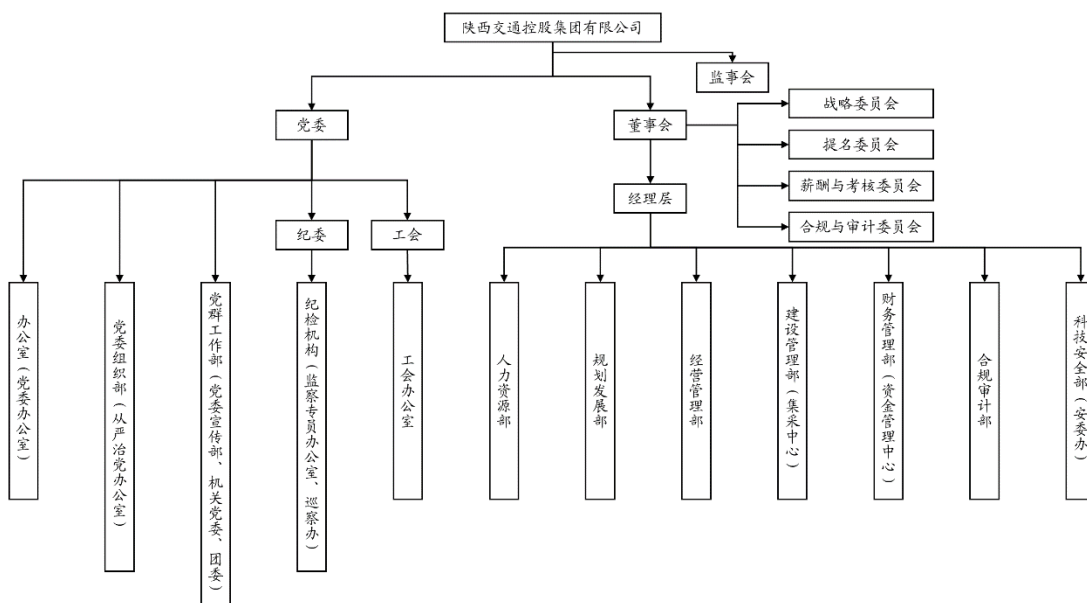 陕西交通控股集团有限公司
监事会
党委
董事会
战略委员会
提名委员会
薪酬与考核委员会
合规与审计委员会
经理层
纪委
工会
办公室(党委办公室)
党委组织部(从严治党办公室)
党群工作部(党委宣传部、机关党委、团委)
纪检机构(监察专员办公室、巡察办)
工会办公室
人力资源部
规划发展部
经营管理部
建设管理部(集采中心)
财务管理部(资金管理中心)
合规审计部
科技安全部(安委办)